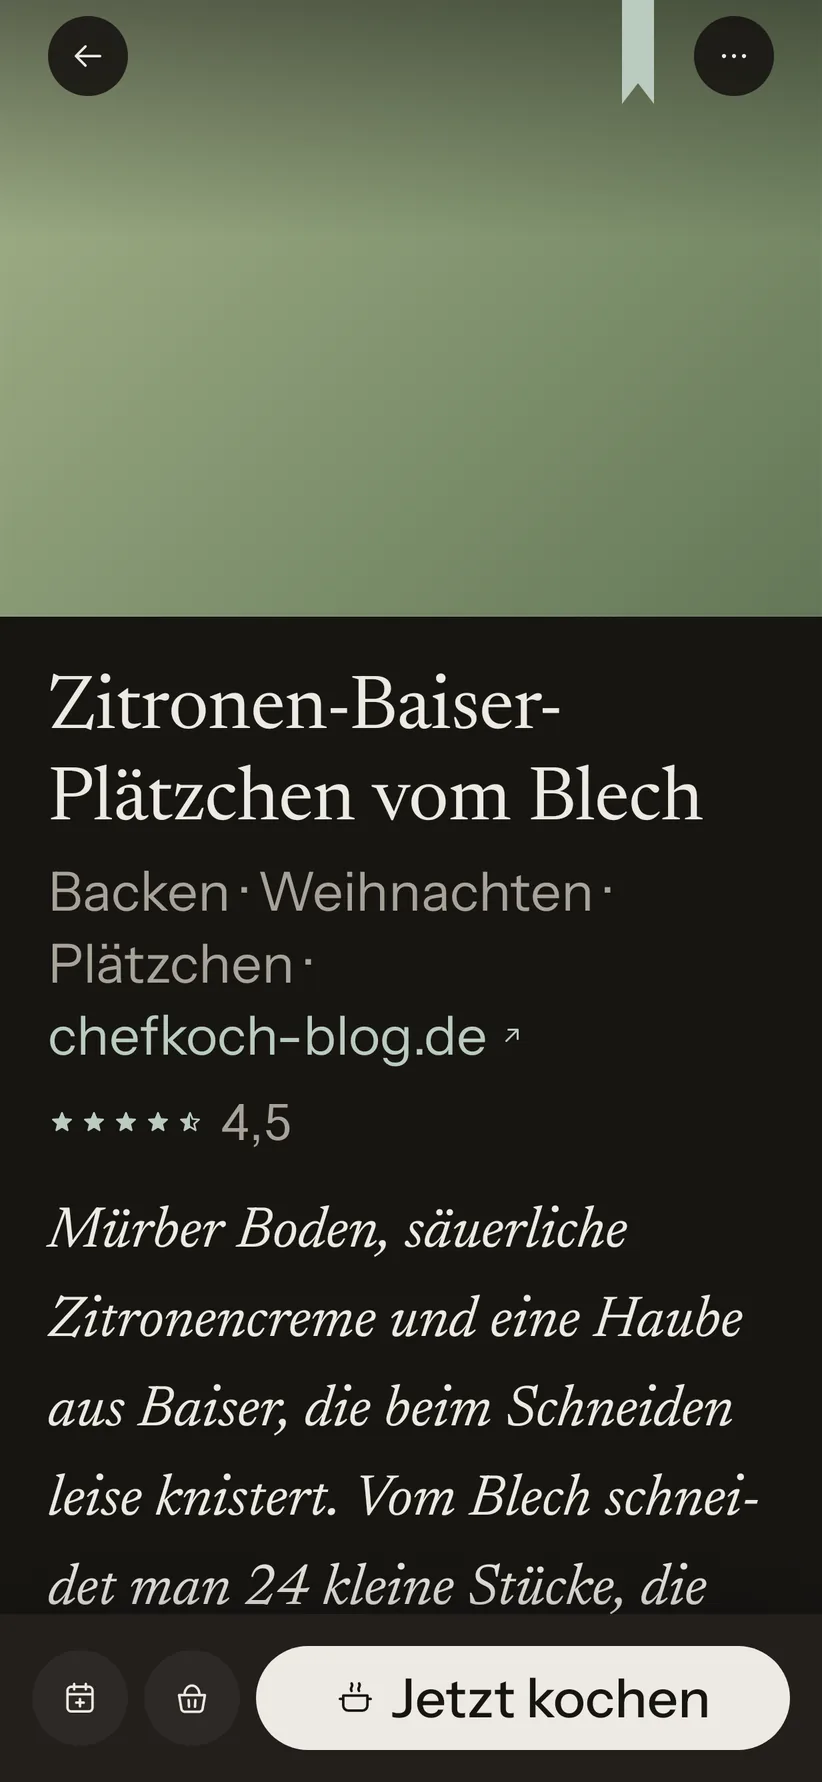 Zitronen-Baiser-
Plätzchen vom Blech
Backen · Weihnachten ·
Plätzchen ·
chefkoch-blog.de ↗
4,5
Mürber Boden, säuerliche
Zitronencreme und eine Haube
aus Baiser, die beim Schneiden
leise knistert. Vom Blech schnei-
det man 24 kleine Stücke, die
Jetzt kochen